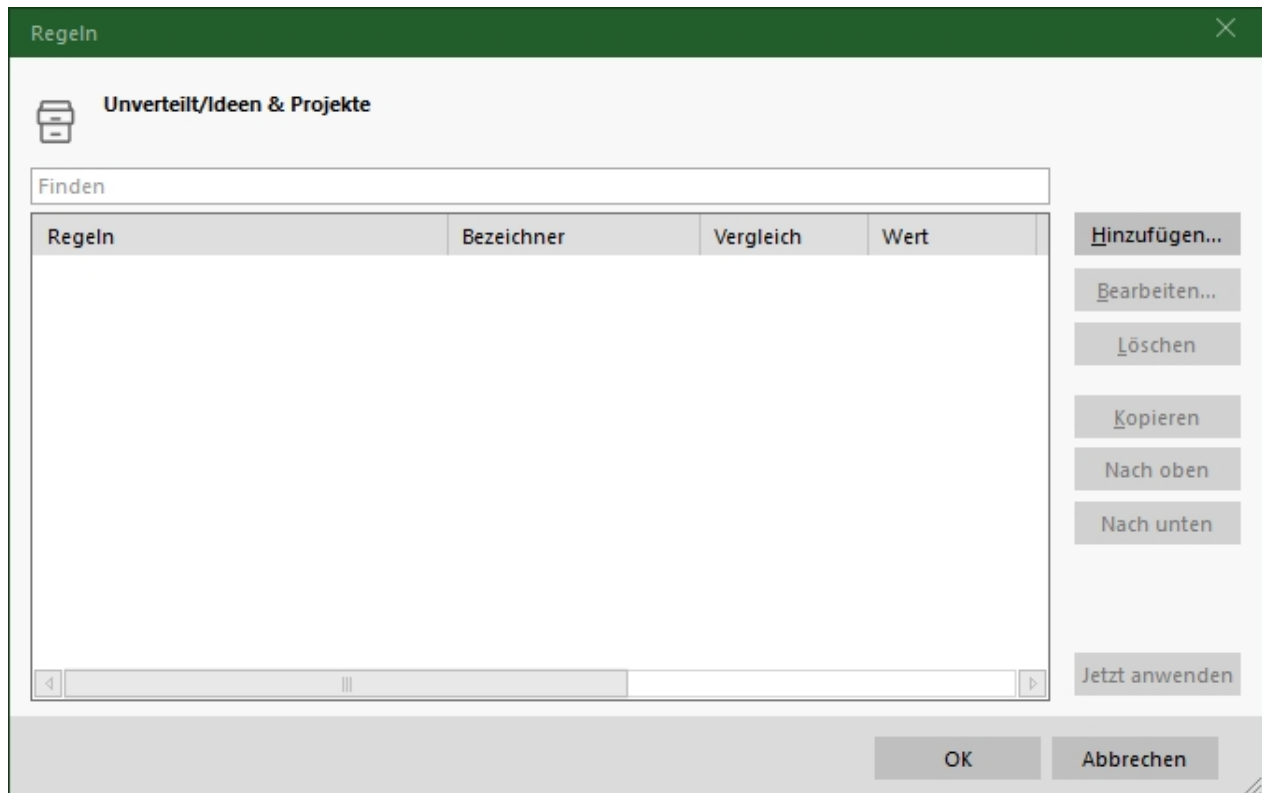 Regeln
Unverteilt/Ideen & Projekte
Finden
Regeln Bezeichner Vergleich Wert
Hinzufügen...
Bearbeiten...
Löschen
Kopieren
Nach oben
Nach unten
Jetzt anwenden
OK Abbrechen